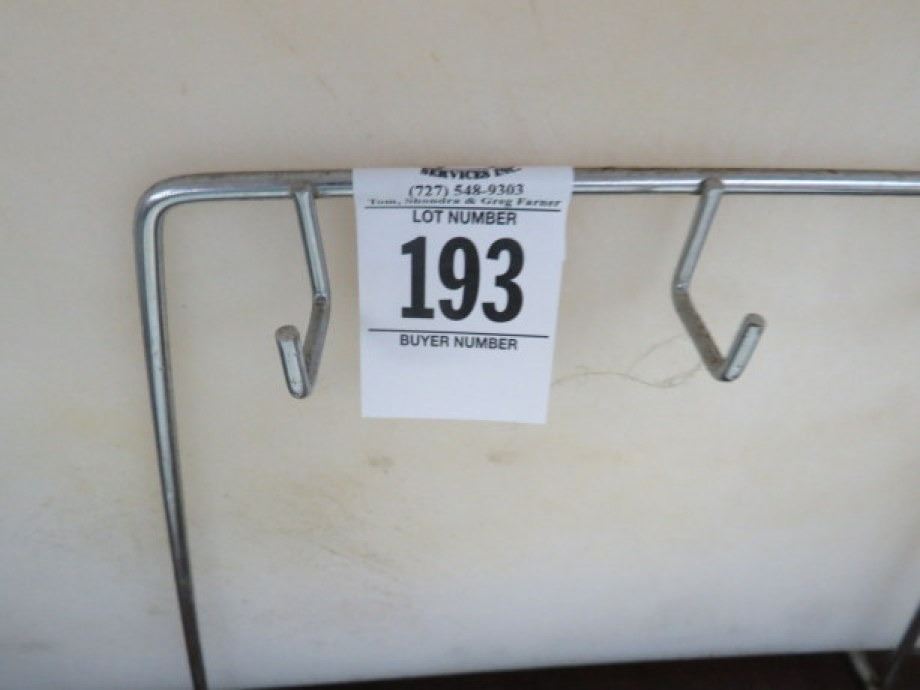 SERVICES INC.
(727) 548-9303
Tom, Shondra & Greg Farner
LOT NUMBER
193
BUYER NUMBER